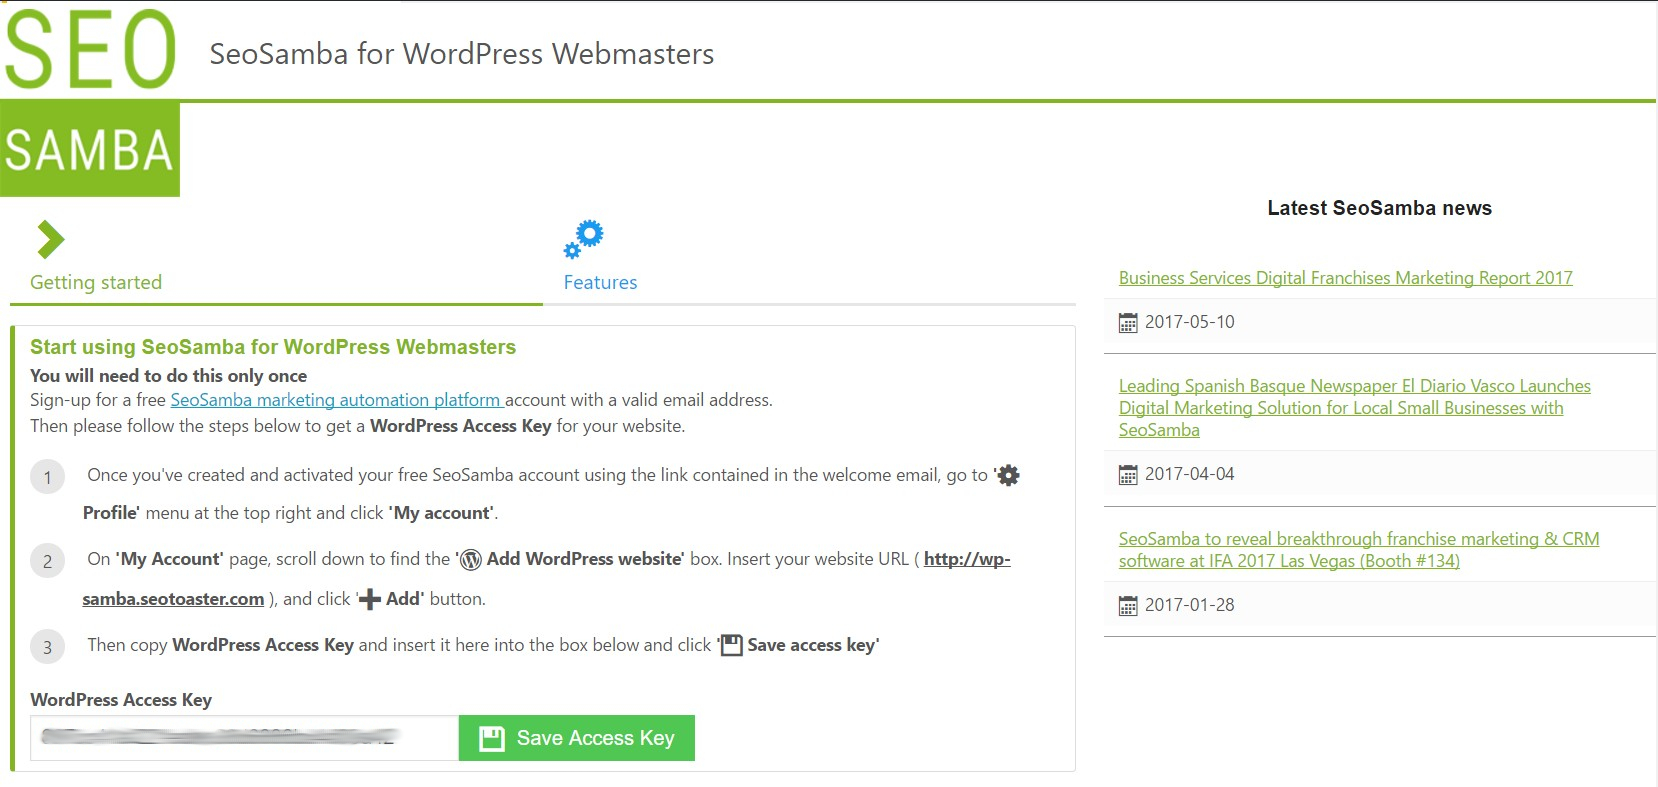 SEO
SAMBA
SeoSamba for WordPress Webmasters
Getting started
Features
Start using SeoSamba for WordPress Webmasters
You will need to do this only once
Sign-up for a free SeoSamba marketing automation platform account with a valid email address.
Then please follow the steps below to get a WordPress Access Key for your website.
1 Once you've created and activated your free SeoSamba account using the link contained in the welcome email, go to '
Profile' menu at the top right and click 'My account'.
2 On 'My Account' page, scroll down to find the ' Add WordPress website' box. Insert your website URL ( http://wp-
samba.seotoaster.com ), and click ' Add' button.
3 Then copy WordPress Access Key and insert it here into the box below and click ' Save access key'
WordPress Access Key
Save Access Key
Latest SeoSamba news
Business Services Digital Franchises Marketing Report 2017
2017-05-10
Leading Spanish Basque Newspaper El Diario Vasco Launches
Digital Marketing Solution for Local Small Businesses with
SeoSamba
2017-04-04
SeoSamba to reveal breakthrough franchise marketing & CRM
software at IFA 2017 Las Vegas (Booth #134)
2017-01-28